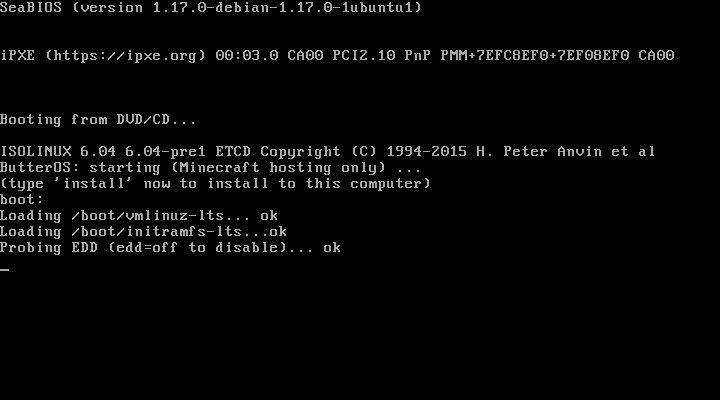 SeaBIOS (version 1.17.0-debian-1.17.0-1ubuntu1)
iPXE (https://ipxe.org) 00:03.0 CA00 PCI2.10 PnP PMM+7EFC8EF0+7EF08EF0 CA00
Booting from DVD/CD...
ISOLINUX 6.04 6.04-pre1 ETCD Copyright (C) 1994-2015 H. Peter Anvin et al
ButterOS: starting (Minecraft hosting only) ...
(type 'install' now to install to this computer)
boot:
Loading /boot/vmlinuz-lts... ok
Loading /boot/initramfs-lts...ok
Probing EDD (edd=off to disable)... ok